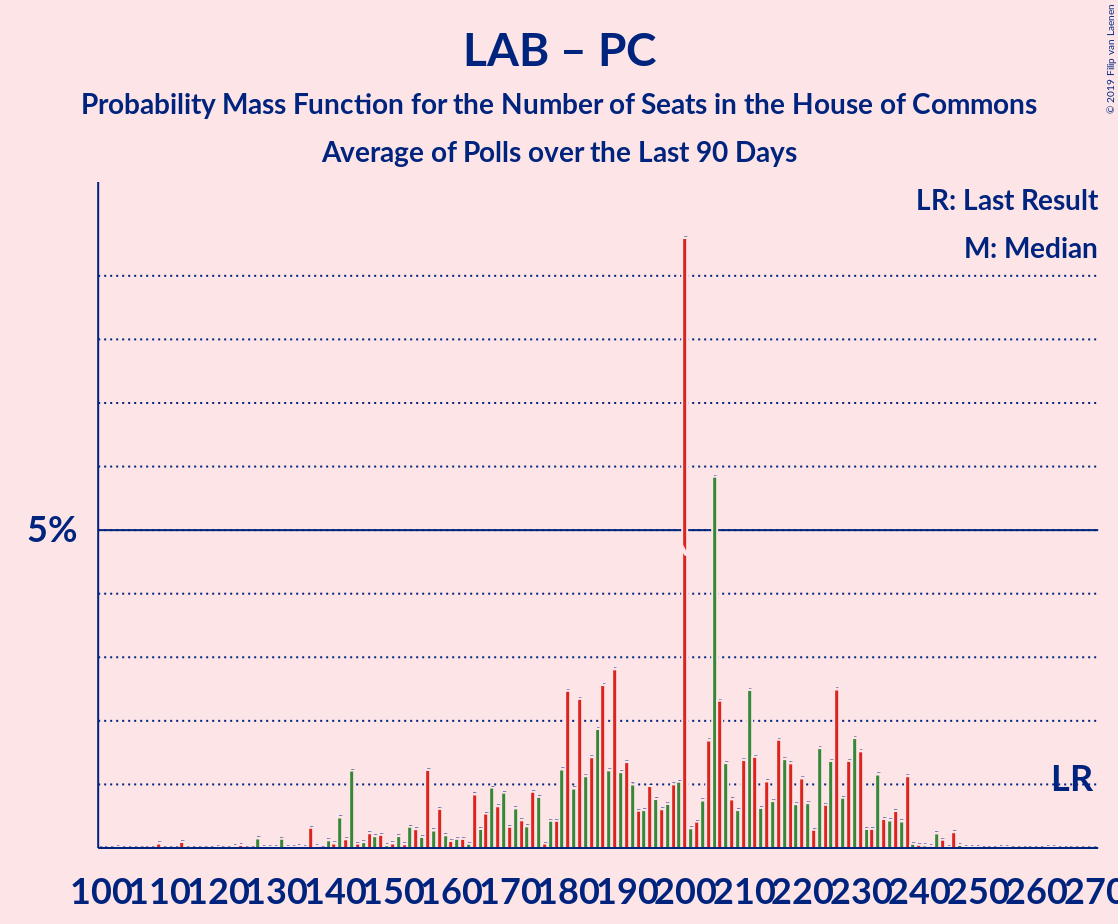 LAB – PC
Probability Mass Function for the Number of Seats in the House of Commons
Average of Polls over the Last 90 Days
© 2019 Filip van Laenen
LR: Last Result
M: Median
5%
LR
100 110 120 130 140 150 160 170 180 190 200 210 220 230 240 250 260 270